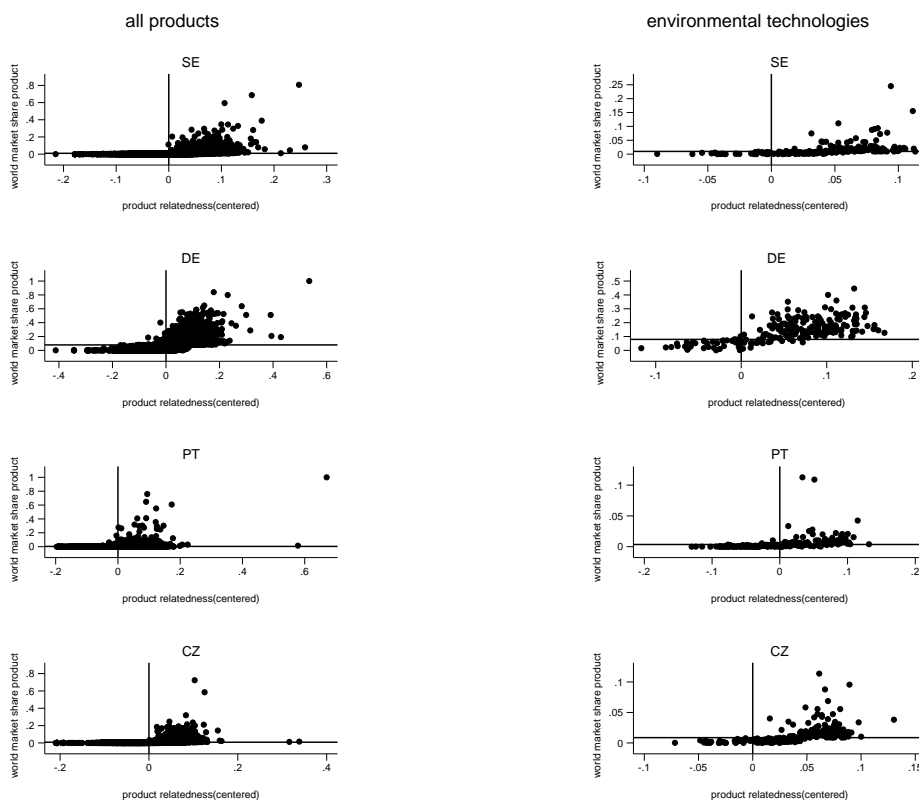 all products
environmental technologies
SE
world market share product
0 .2 .4 .6 .8
-.2 -.1 0 .1 .2 .3
product relatedness(centered)
SE
world market share product
0 .05 .1 .15 .2 .25
-.1 -.05 0 .05 .1
product relatedness(centered)
DE
world market share product
0 .2 .4 .6 .8 1
-.4 -.2 0 .2 .4 .6
product relatedness(centered)
DE
world market share product
0 .1 .2 .3 .4 .5
-.1 0 .1 .2
product relatedness(centered)
PT
world market share product
0 .2 .4 .6 .8 1
-.2 0 .2 .4 .6
product relatedness(centered)
PT
world market share product
0 .05 .1
-.2 -.1 0 .1 .2
product relatedness(centered)
CZ
world market share product
0 .2 .4 .6 .8
-.2 0 .2 .4
product relatedness(centered)
CZ
world market share product
0 .05 .1
-.1 -.05 0 .05 .1 .15
product relatedness(centered)